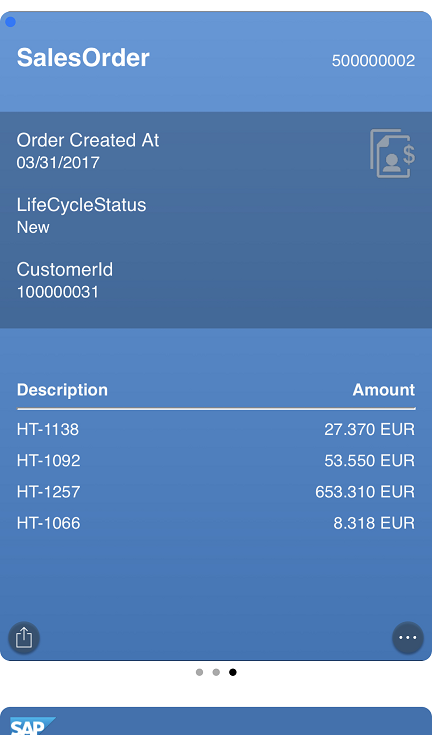 SalesOrder 500000002
Order Created At
03/31/2017
$
LifeCycleStatus
New
CustomerId
100000031
Description Amount
HT-1138 27.370 EUR
HT-1092 53.550 EUR
HT-1257 653.310 EUR
HT-1066 8.318 EUR
SAP